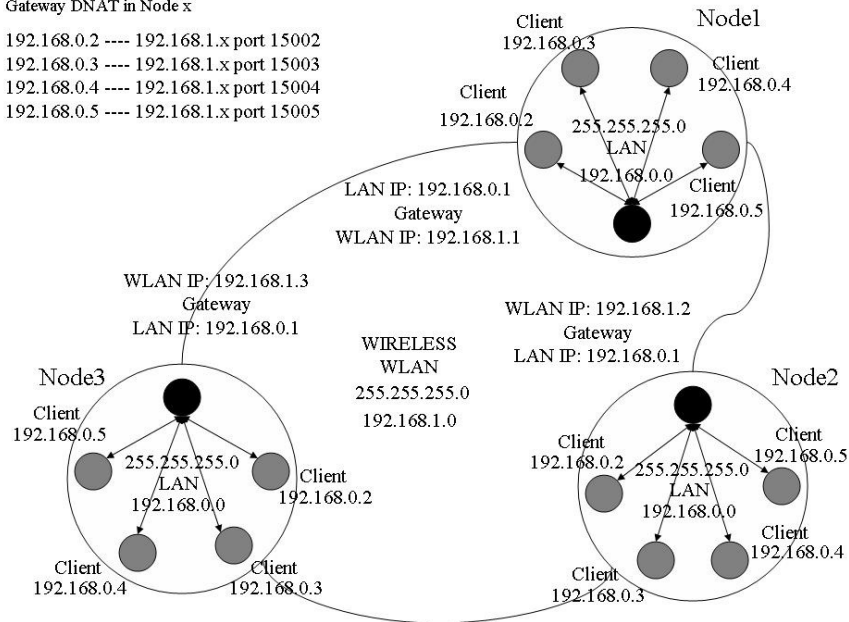 Gateway DNAT in Node x
192.168.0.2 ---- 192.168.1.x port 15002
192.168.0.3 ---- 192.168.1.x port 15003
192.168.0.4 ---- 192.168.1.x port 15004
192.168.0.5 ---- 192.168.1.x port 15005
Node1
Client
192.168.0.3
Client
192.168.0.4
Client
192.168.0.2
255.255.255.0
LAN
192.168.0.0
Client
192.168.0.5
LAN IP: 192.168.0.1
Gateway
WLAN IP: 192.168.1.1
WLAN IP: 192.168.1.3
Gateway
LAN IP: 192.168.0.1
WLAN IP: 192.168.1.2
Gateway
LAN IP: 192.168.0.1
WIRELESS
WLAN
255.255.255.0
192.168.1.0
Node3
Client
192.168.0.5
255.255.255.0
LAN
192.168.0.0
Client
192.168.0.2
Client
192.168.0.4
Client
192.168.0.3
Node2
Client
192.168.0.2
Client
192.168.0.5
255.255.255.0
LAN
192.168.0.0
Client
192.168.0.4
Client
192.168.0.3